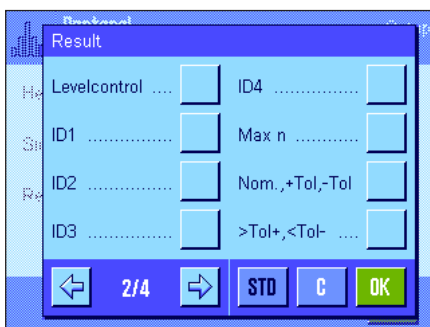 Result
Levelcontrol ....
ID1 ................
ID2 ................
ID3 ................
ID4 ................
Max n ............
Nom.,+Tol,-Tol
>Tol+,<Tol- ....
2/4
STD
C
OK